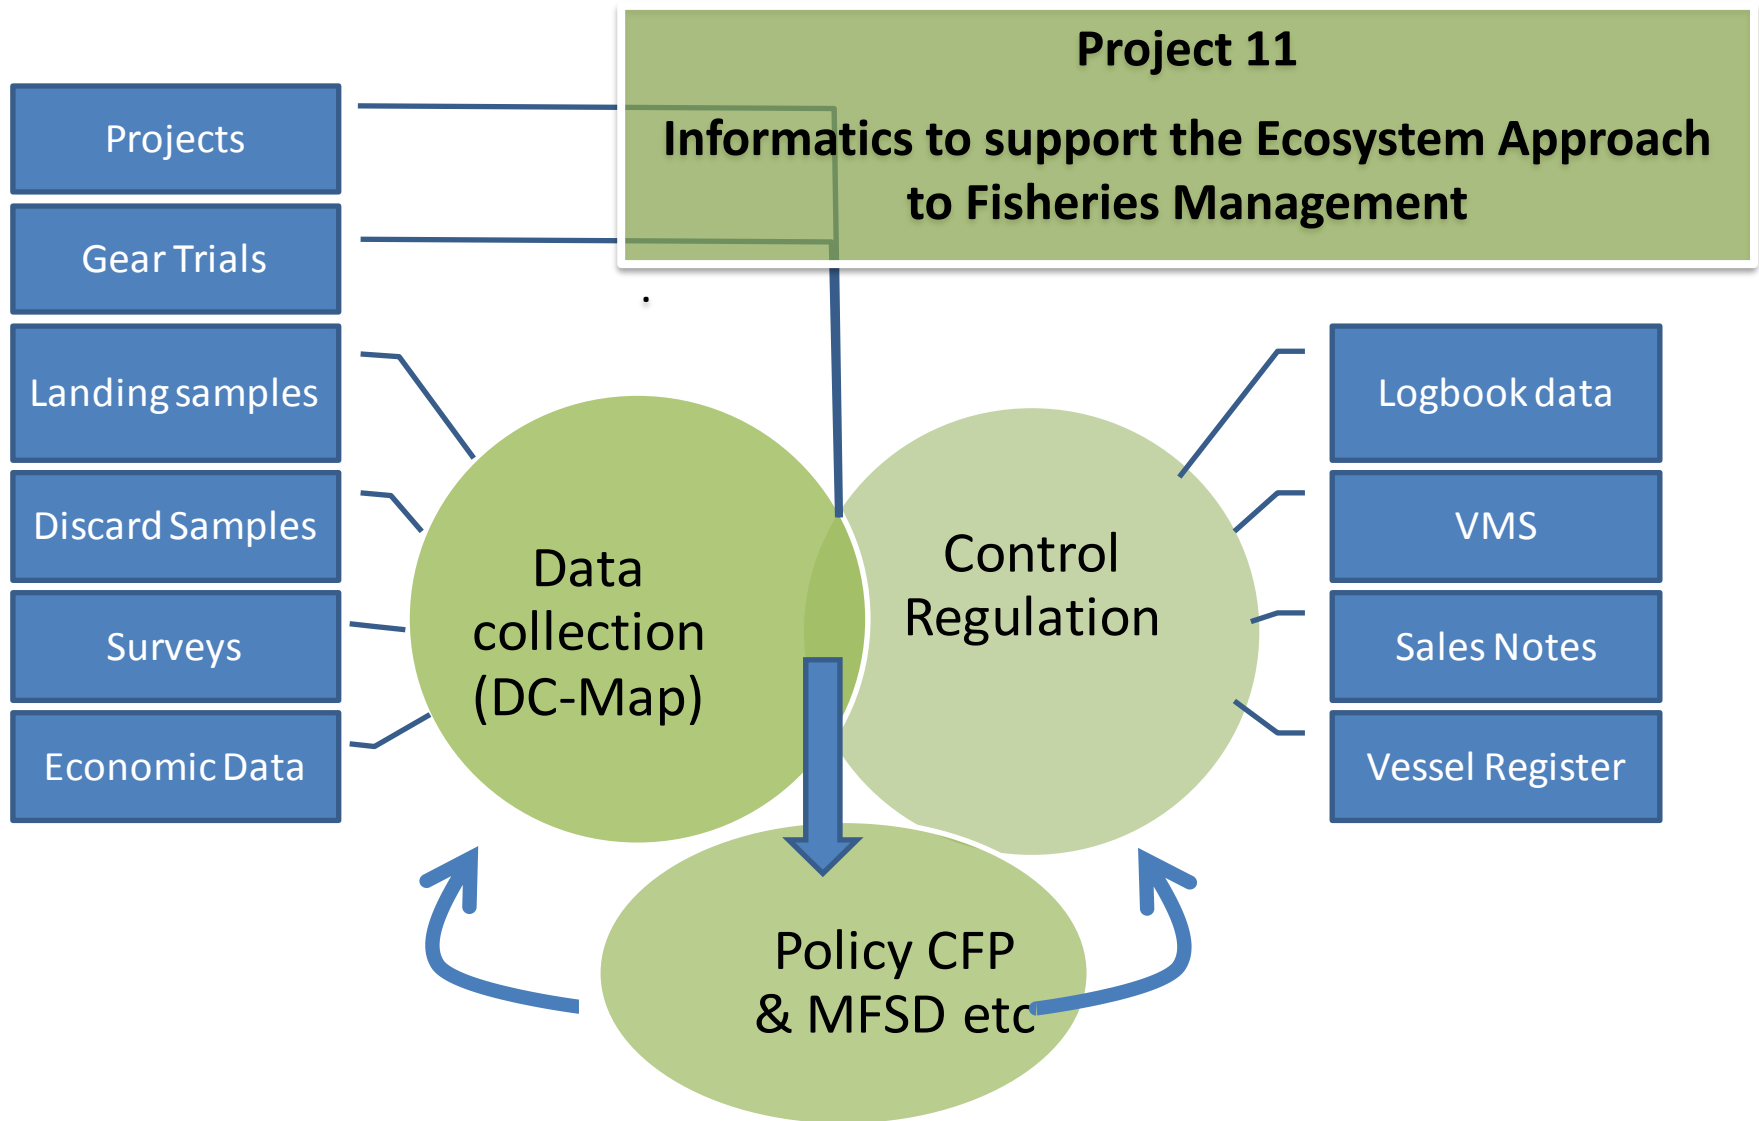 Project 11
Informatics to support the Ecosystem Approach
to Fisheries Management
.
Projects
Gear Trials
Landing samples
Discard Samples
Surveys
Economic Data
Data
collection
(DC-Map)
Control
Regulation
Logbook data
VMS
Sales Notes
Vessel Register
Policy CFP
& MFSD etc